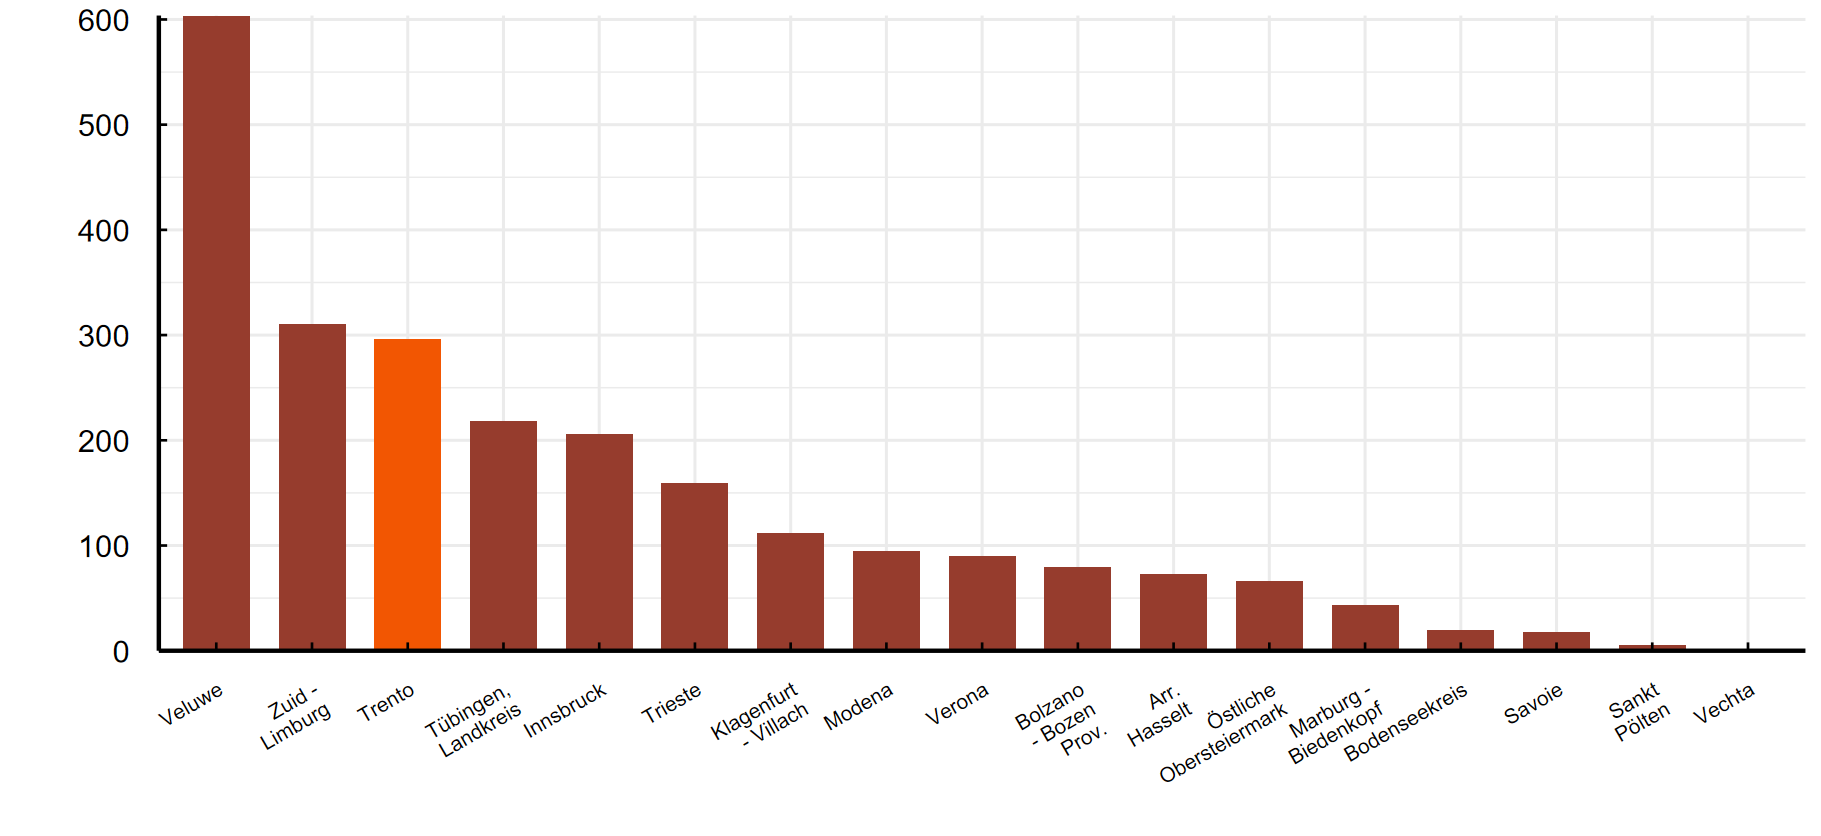 600
500
400
300
200
100
0
Veluwe
Zuid -
Limburg
Trento
Tübingen,
Landkreis
Innsbruck
Trieste
Klagenfurt
- Villach
Modena
Verona
Bolzano
- Bozen
Prov.
Arr.
Hasselt
Östliche
Obersteiermark
Marburg -
Biedenkopf
Bodenseekreis
Savoie
Sankt
Pölten
Vechta